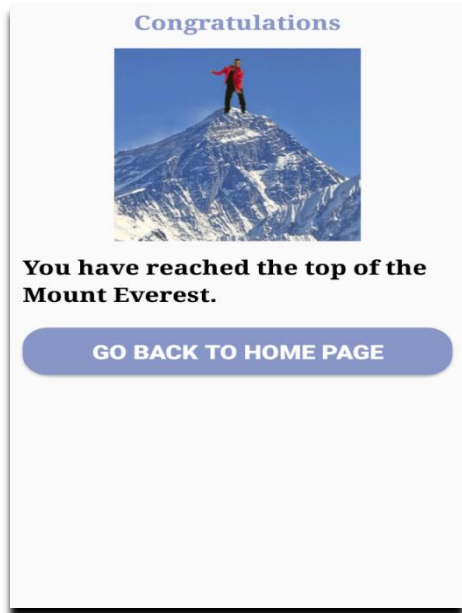 Congratulations
You have reached the top of the
Mount Everest.
GO BACK TO HOME PAGE